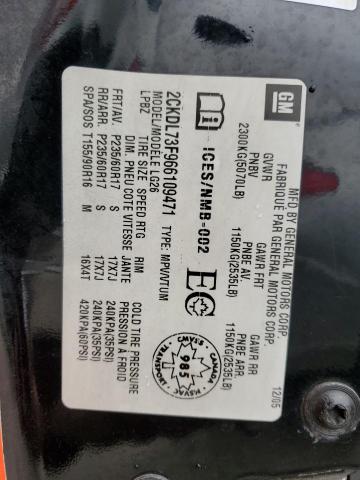 GM
MFD BY GENERAL MOTORS CORP.
FABRIQUE PAR GENERAL MOTORS CORP.
12/05
GVWR GAWR FRT GAWR RR
PNBV PNBE AV. PNBE ARR.
2300KG(5070LB) 1150KG(2535LB) 1150KG(2535LB)
ICES/NMB-002 EC
CANADA
985
MSVAC
TRANSPORT
2CKDL73F966109471 TYPE: MPV/VTUM
MODEL/MODELE: LQ26
LPBZ
TIRE SIZE SPEED RTG RIM COLD TIRE PRESSURE
DIM. PNEU COTE VITESSE JANTE PRESSION À FROID
FRT/AV. P235/60R17 S 17X7J 240KPA(35PSI)
RR/ARR. P235/60R17 S 17X7J 240KPA(35PSI)
SPA/SOS T155/90R16 M 16X4T 420KPA(60PSI)